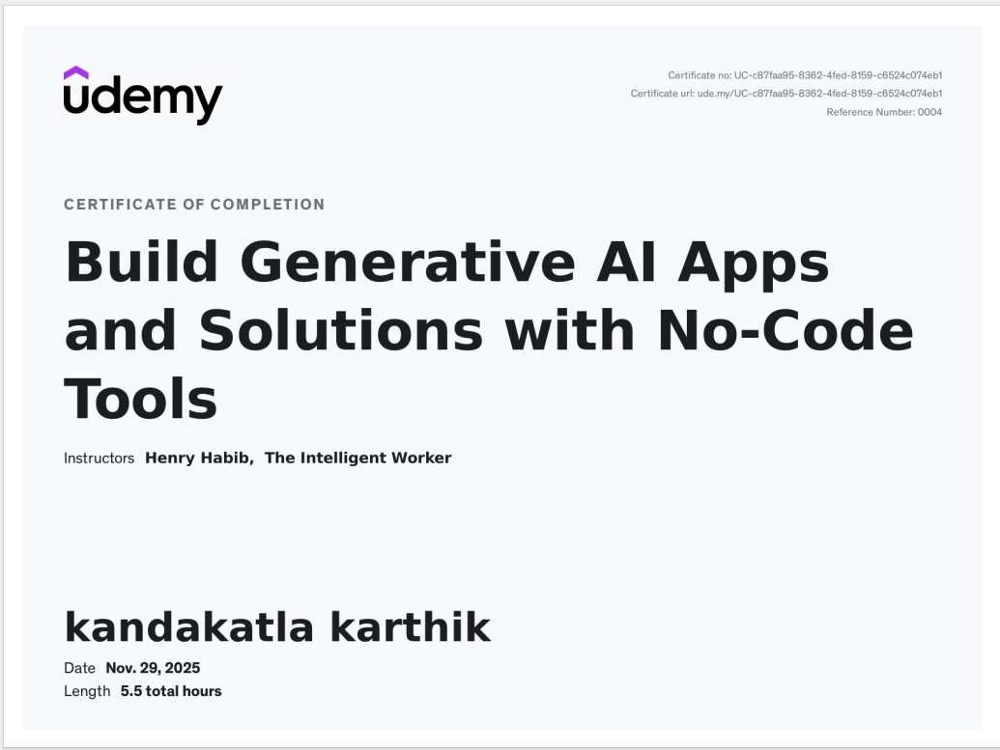 udemy
Certificate no: UC-c87faa95-8362-4fed-8159-c6524c074eb1
Certificate url: ude.my/UC-c87faa95-8362-4fed-8159-c6524c074eb1
Reference Number: 0004
CERTIFICATE OF COMPLETION
Build Generative AI Apps
and Solutions with No-Code
Tools
Instructors Henry Habib, The Intelligent Worker
kandakatla karthik
Date Nov. 29, 2025
Length 5.5 total hours